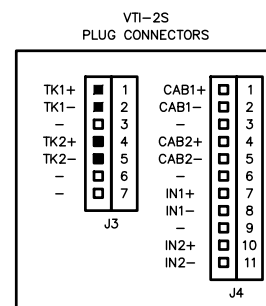 VTI-2S
PLUG CONNECTORS
TK1+ 1
TK1- 2
- 3
TK2+ 4
TK2- 5
- 6
- 7
J3
CAB1+ 1
CAB1- 2
- 3
CAB2+ 4
CAB2- 5
- 6
IN1+ 7
IN1- 8
- 9
IN2+ 10
IN2- 11
J4